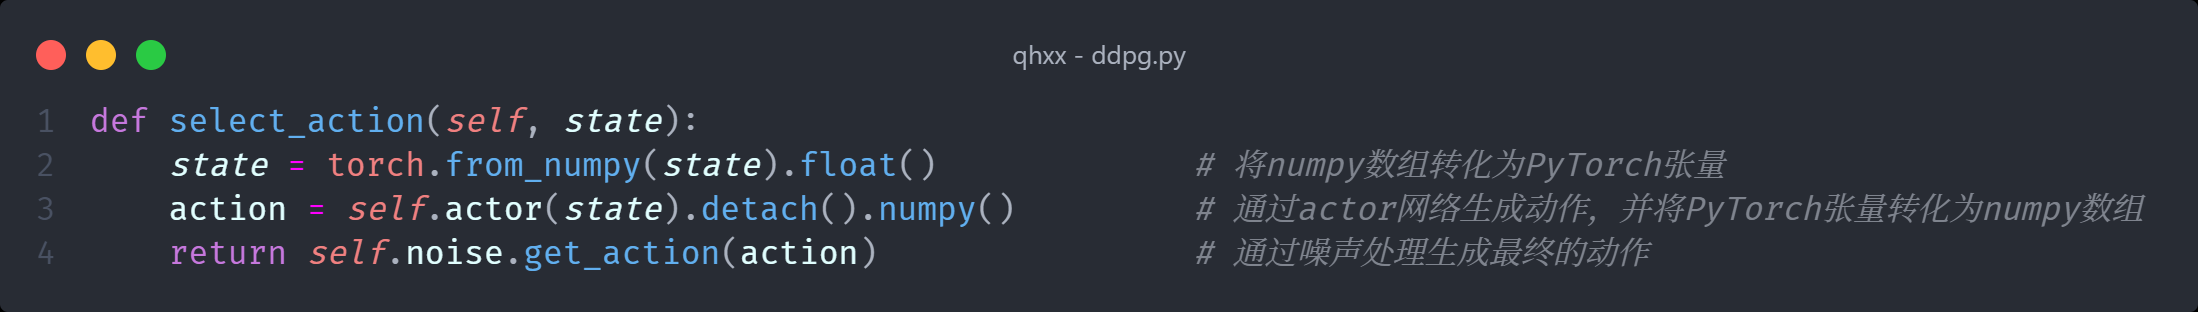 qhxx - ddpg.py
1 def select_action(self, state):
2     state = torch.from_numpy(state).float()             # 将numpy数组转化为PyTorch张量
3     action = self.actor(state).detach().numpy()         # 通过actor网络生成动作，并将PyTorch张量转化为numpy数组
4     return self.noise.get_action(action)                # 通过噪声处理生成最终的动作